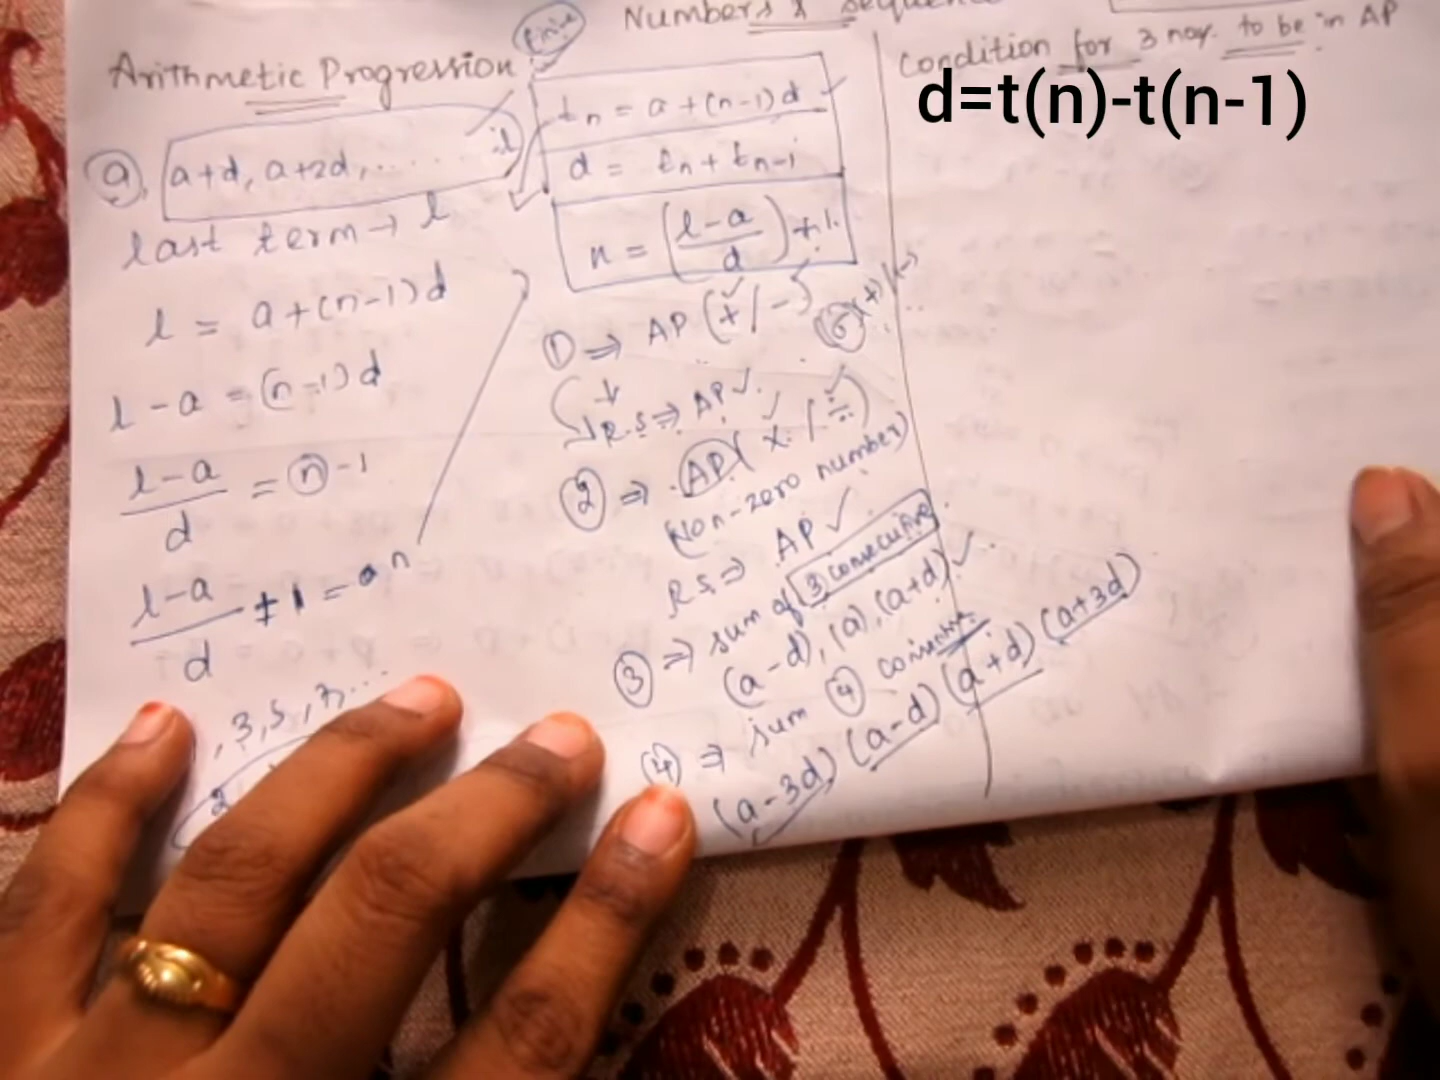 Numbers &
finite
Arithmetic Progression
a, a+d, a+2d, ...... l
last term → l
l = a+(n-1)d
l - a = (n-1)d
l-a/d = n-1
l-a/d + 1 = n
, 3, 5, 7...
2
tn = a+(n-1)d
d = tn + tn-1
n = (l-a/d)+1.
① ⇒ AP (+/-)
R.S ⇒ AP ✓.
② ⇒ AP (×/÷)
(Non-zero number)
R.S ⇒ AP ✓
③ ⇒ sum of 3 consecutive
(a-d), (a), (a+d) ✓
④ ⇒ sum ④
(a-3d) (a-d) (a+d) (a+3d)
Condition for 3 nos. to be in AP
d=t(n)-t(n-1)